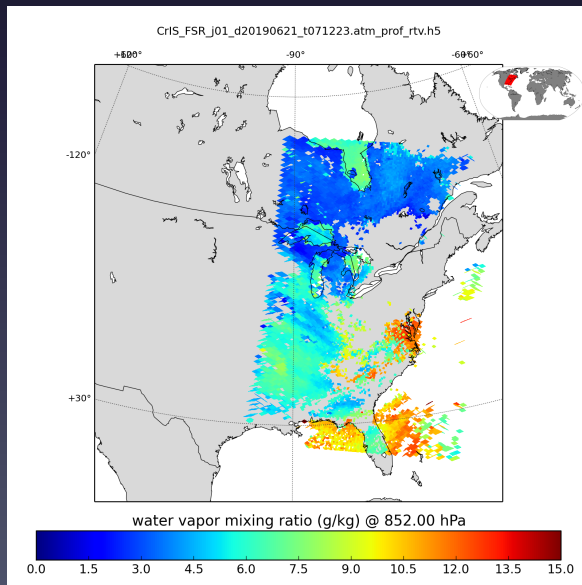 CrIS_FSR_j01_d20190621_t071223.atm_prof_rtv.h5
-90°
-120°
+30°
water vapor mixing ratio (g/kg) @ 852.00 hPa
0.0 1.5 3.0 4.5 6.0 7.5 9.0 10.5 12.0 13.5 15.0